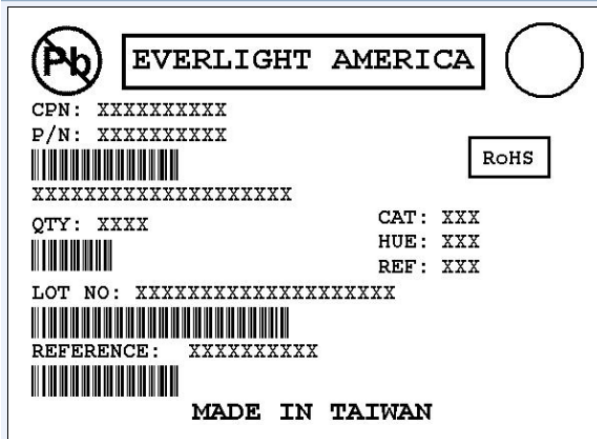 Pb EVERLIGHT AMERICA
CPN: XXXXXXXXXX
P/N: XXXXXXXXXX
RoHS
XXXXXXXXXXXXXXXXXXXX
QTY: XXXX
CAT: XXX
HUE: XXX
REF: XXX
LOT NO: XXXXXXXXXXXXXXXXXXXX
REFERENCE: XXXXXXXXXX
MADE IN TAIWAN